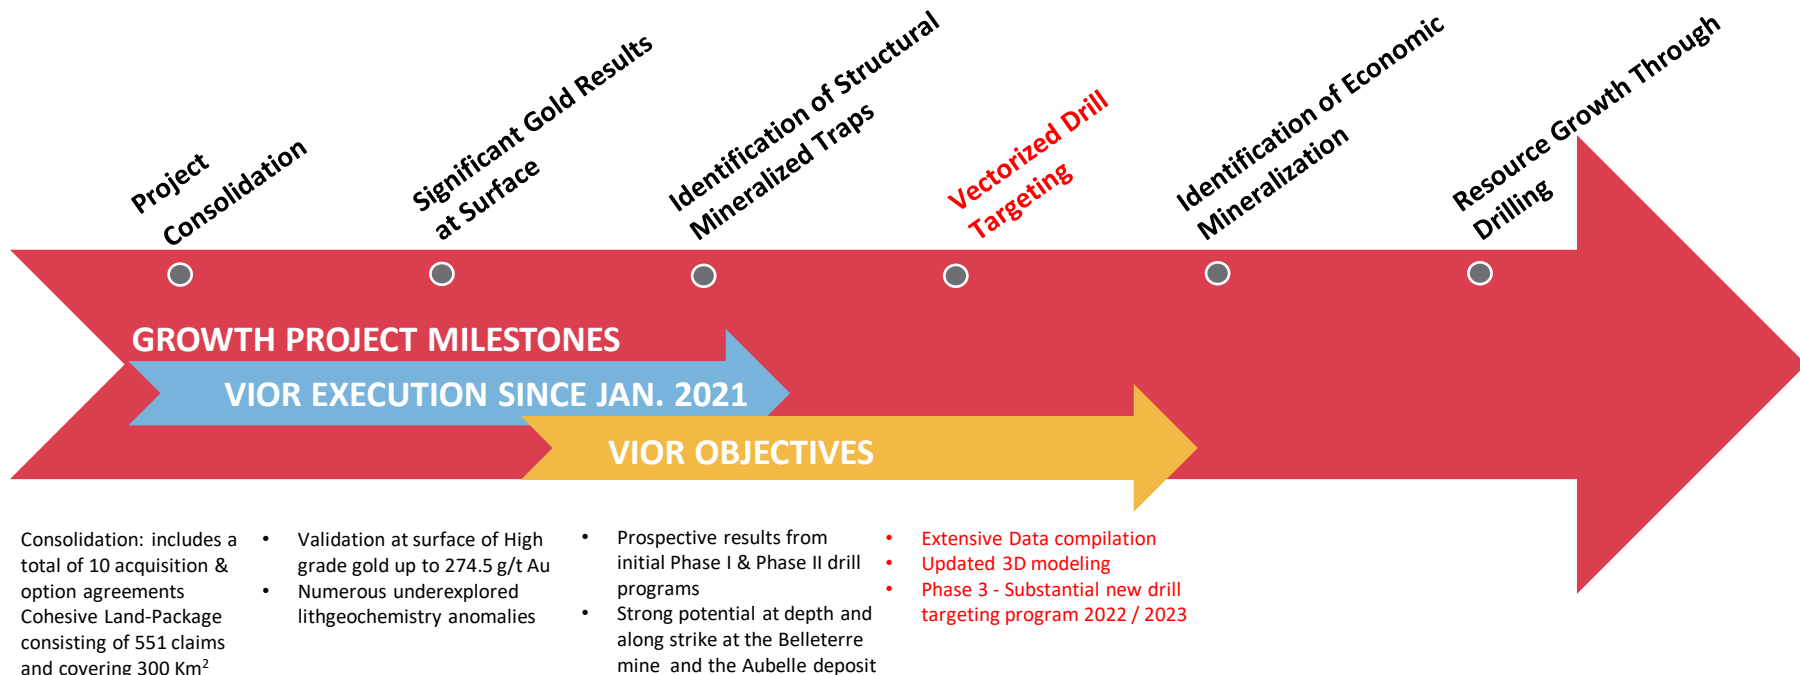 Project
Consolidation
Significant Gold Results
at Surface
Identification of Structural
Mineralized Traps
Vectorized Drill
Targeting
Identification of Economic
Mineralization
Resource Growth Through
Drilling
GROWTH PROJECT MILESTONES
VIOR EXECUTION SINCE JAN. 2021
VIOR OBJECTIVES
Consolidation: includes a
total of 10 acquisition &
option agreements
Cohesive Land-Package
consisting of 551 claims
and covering 300 Km²
• Validation at surface of High
grade gold up to 274.5 g/t Au
• Numerous underexplored
lithgeochemistry anomalies
• Prospective results from
initial Phase I & Phase II drill
programs
• Strong potential at depth and
along strike at the Belleterre
mine and the Aubelle deposit
• Extensive Data compilation
• Updated 3D modeling
• Phase 3 - Substantial new drill
targeting program 2022 / 2023